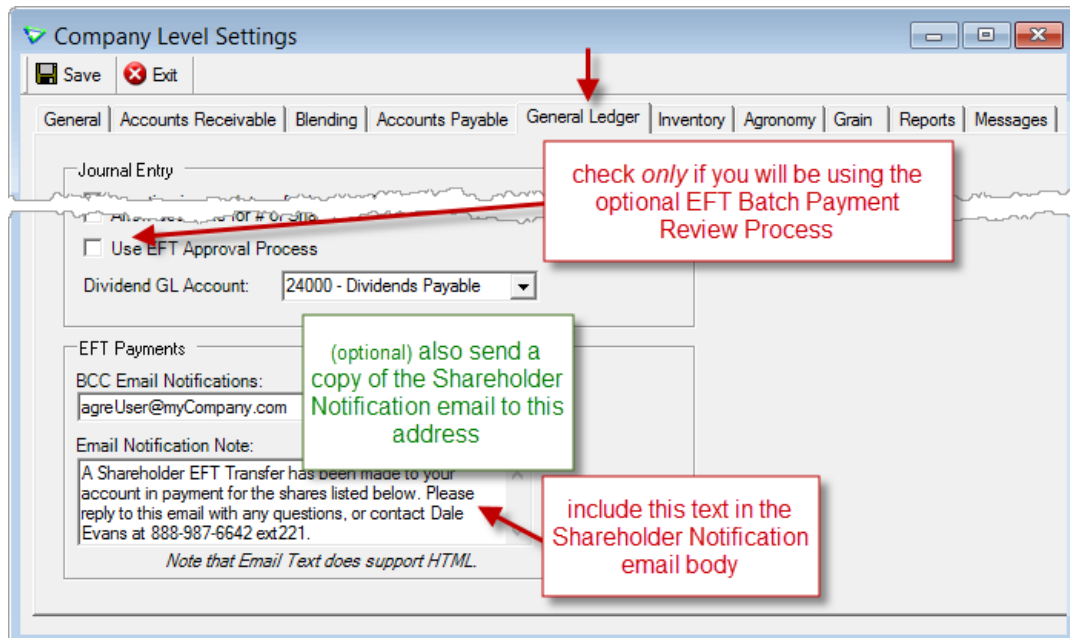 Company Level Settings
Save Exit
General Accounts Receivable Blending Accounts Payable General Ledger Inventory Agronomy Grain Reports Messages
Journal Entry
check only if you will be using the
optional EFT Batch Payment
Review Process
Use EFT Approval Process
Dividend GL Account: 24000 - Dividends Payable
EFT Payments
BCC Email Notifications:
agreUser@myCompany.com
(optional) also send a
copy of the Shareholder
Notification email to this
address
Email Notification Note:
A Shareholder EFT Transfer has been made to your
account in payment for the shares listed below. Please
reply to this email with any questions, or contact Dale
Evans at 888-987-6642 ext221.
Note that Email Text does support HTML.
include this text in the
Shareholder Notification
email body